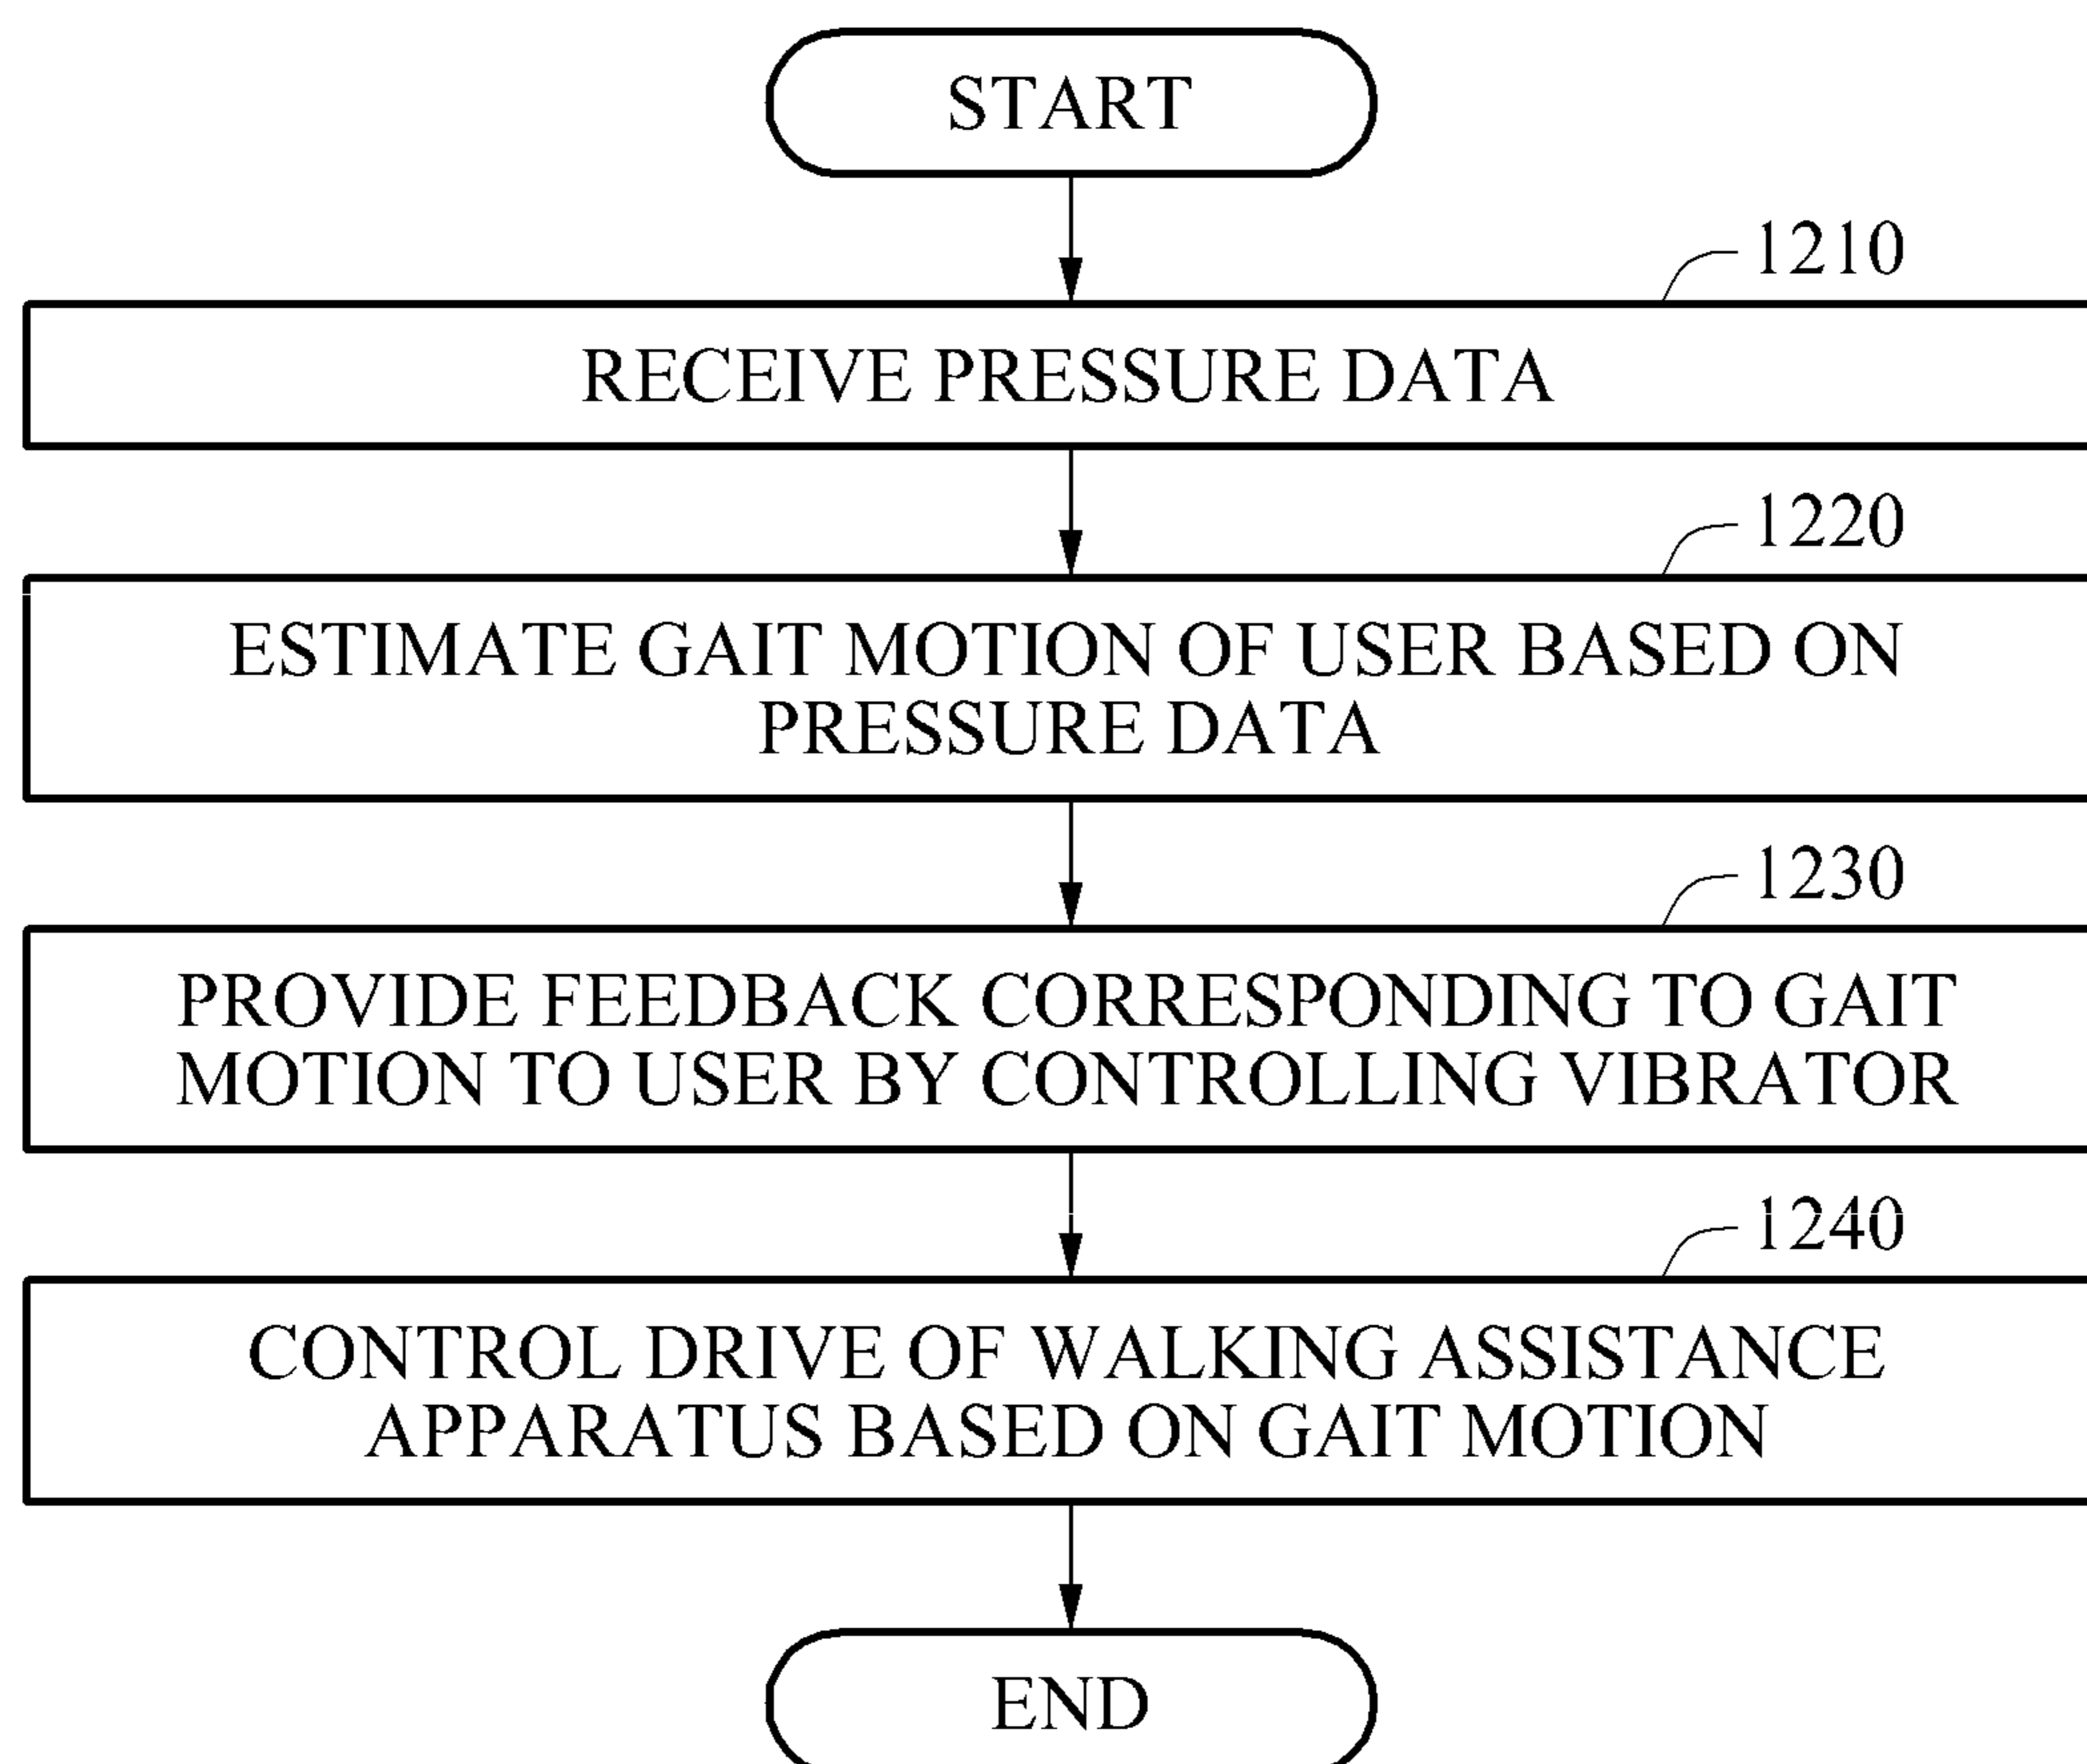 START
1210
RECEIVE PRESSURE DATA
1220
ESTIMATE GAIT MOTION OF USER BASED ON
PRESSURE DATA
1230
PROVIDE FEEDBACK CORRESPONDING TO GAIT
MOTION TO USER BY CONTROLLING VIBRATOR
1240
CONTROL DRIVE OF WALKING ASSISTANCE
APPARATUS BASED ON GAIT MOTION
END